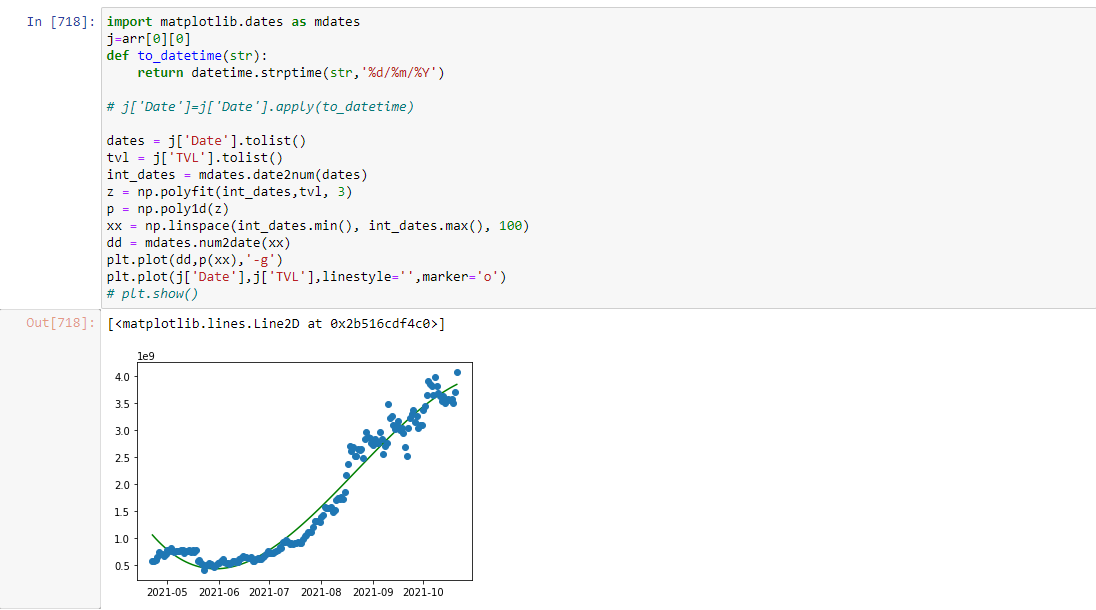 In [718]: import matplotlib.dates as mdates
j=arr[0][0]
def to_datetime(str):
    return datetime.strptime(str,'%d/%m/%Y')
# j['Date']=j['Date'].apply(to_datetime)
dates = j['Date'].tolist()
tvl = j['TVL'].tolist()
int_dates = mdates.date2num(dates)
z = np.polyfit(int_dates,tvl, 3)
p = np.poly1d(z)
xx = np.linspace(int_dates.min(), int_dates.max(), 100)
dd = mdates.num2date(xx)
plt.plot(dd,p(xx),'-g')
plt.plot(j['Date'],j['TVL'],linestyle='',marker='o')
# plt.show()
Out[718]: [<matplotlib.lines.Line2D at 0x2b516cdf4c0>]
1e9
4.0
3.5
3.0
2.5
2.0
1.5
1.0
0.5
2021-05 2021-06 2021-07 2021-08 2021-09 2021-10